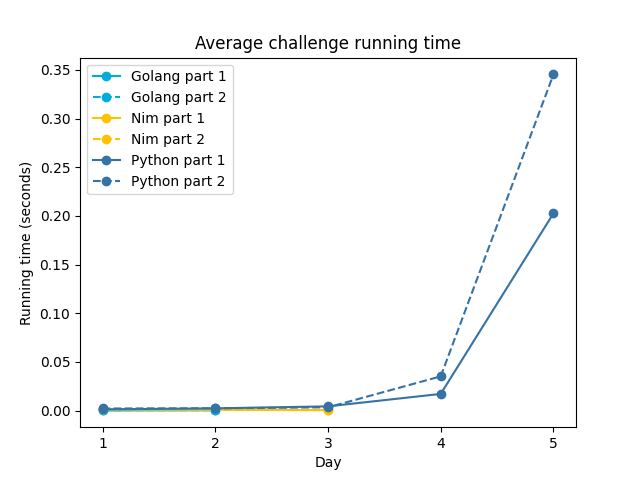 Average challenge running time
Golang part 1
Golang part 2
Nim part 1
Nim part 2
Python part 1
Python part 2
Running time (seconds)
0.35
0.30
0.25
0.20
0.15
0.10
0.05
0.00
1 2 3 4 5
Day